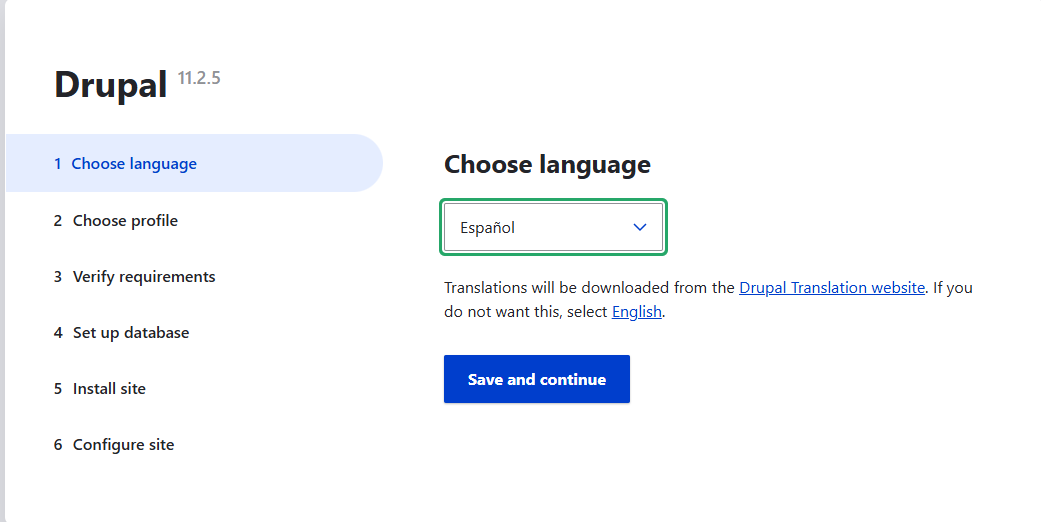 Drupal 11.2.5
1 Choose language
2 Choose profile
3 Verify requirements
4 Set up database
5 Install site
6 Configure site
Choose language
Español
Translations will be downloaded from the Drupal Translation website. If you
do not want this, select English.
Save and continue